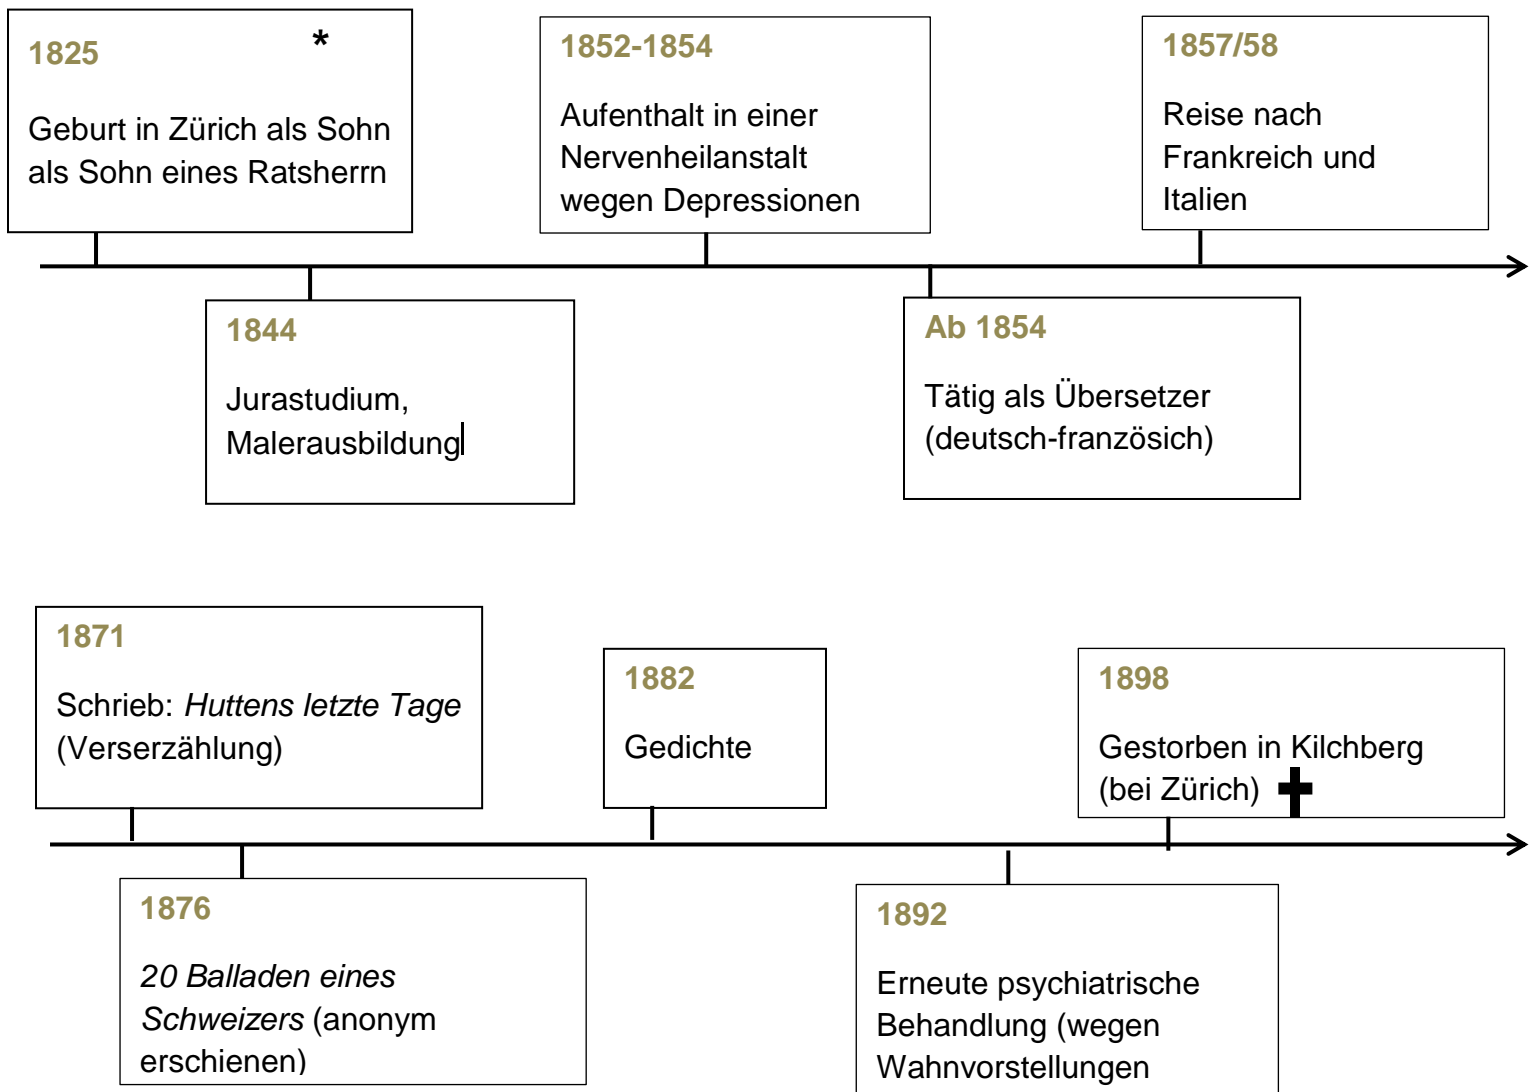 1825 *
Geburt in Zürich als Sohn
als Sohn eines Ratsherrn
1844
Jurastudium,
Malerausbildung
1852-1854
Aufenthalt in einer
Nervenheilanstalt
wegen Depressionen
Ab 1854
Tätig als Übersetzer
(deutsch-französich)
1857/58
Reise nach
Frankreich und
Italien
1871
Schrieb: Huttens letzte Tage
(Verserzählung)
1876
20 Balladen eines
Schweizers (anonym
erschienen)
1882
Gedichte
1892
Erneute psychiatrische
Behandlung (wegen
Wahnvorstellungen
1898
Gestorben in Kilchberg
(bei Zürich) ✝